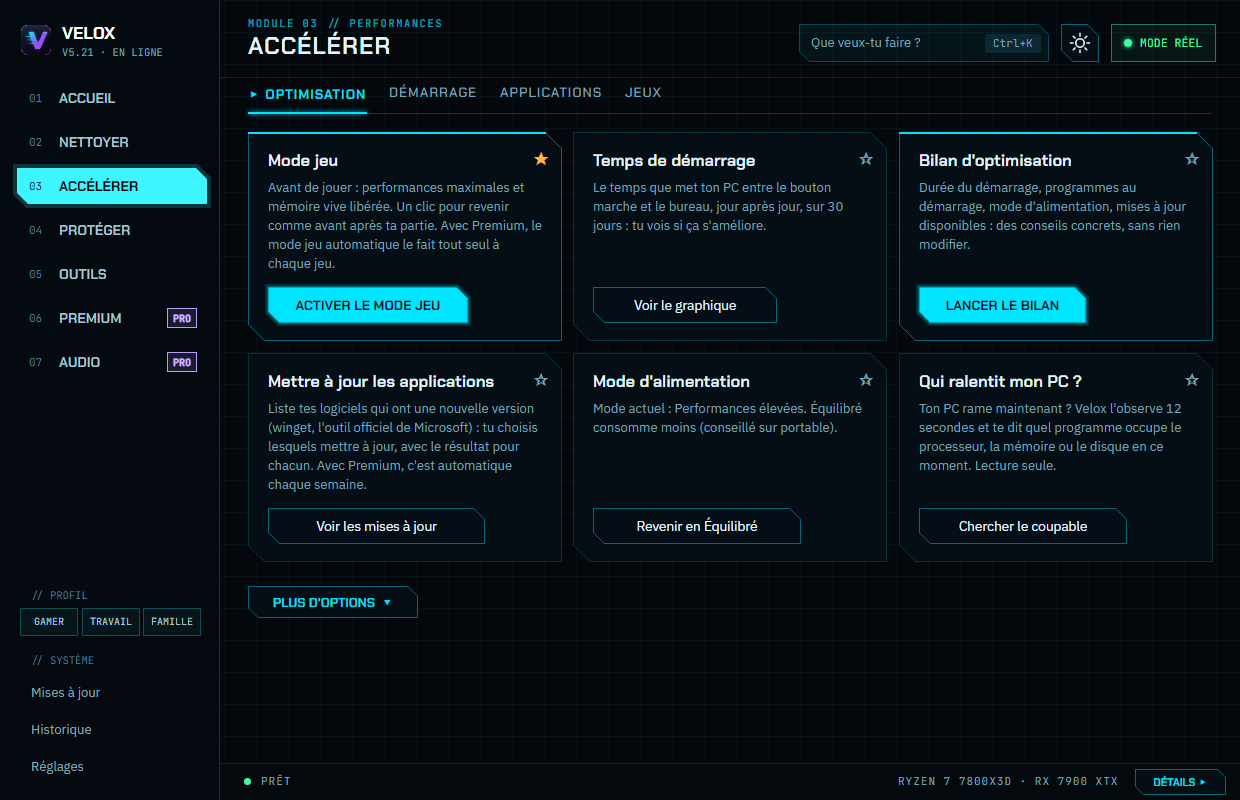 VELOX
V5.21 · EN LIGNE
01 ACCUEIL
02 NETTOYER
03 ACCÉLÉRER
04 PROTÉGER
05 OUTILS
06 PREMIUM PRO
07 AUDIO PRO
// PROFIL
GAMER TRAVAIL FAMILLE
// SYSTÈME
Mises à jour
Historique
Réglages
MODULE 03 // PERFORMANCES
ACCÉLÉRER
Que veux-tu faire ? Ctrl+K
MODE RÉEL
► OPTIMISATION DÉMARRAGE APPLICATIONS JEUX
Mode jeu ★
Avant de jouer : performances maximales et
mémoire vive libérée. Un clic pour revenir
comme avant après ta partie. Avec Premium, le
mode jeu automatique le fait tout seul à
chaque jeu.
ACTIVER LE MODE JEU
Temps de démarrage ☆
Le temps que met ton PC entre le bouton
marche et le bureau, jour après jour, sur 30
jours : tu vois si ça s'améliore.
Voir le graphique
Bilan d'optimisation ☆
Durée du démarrage, programmes au
démarrage, mode d'alimentation, mises à jour
disponibles : des conseils concrets, sans rien
modifier.
LANCER LE BILAN
Mettre à jour les applications ☆
Liste tes logiciels qui ont une nouvelle version
(winget, l'outil officiel de Microsoft) : tu choisis
lesquels mettre à jour, avec le résultat pour
chacun. Avec Premium, c'est automatique
chaque semaine.
Voir les mises à jour
Mode d'alimentation ☆
Mode actuel : Performances élevées. Équilibré
consomme moins (conseillé sur portable).
Revenir en Équilibré
Qui ralentit mon PC ? ☆
Ton PC rame maintenant ? Velox l'observe 12
secondes et te dit quel programme occupe le
processeur, la mémoire ou le disque en ce
moment. Lecture seule.
Chercher le coupable
PLUS D'OPTIONS ▼
PRÊT
RYZEN 7 7800X3D · RX 7900 XTX
DÉTAILS ►